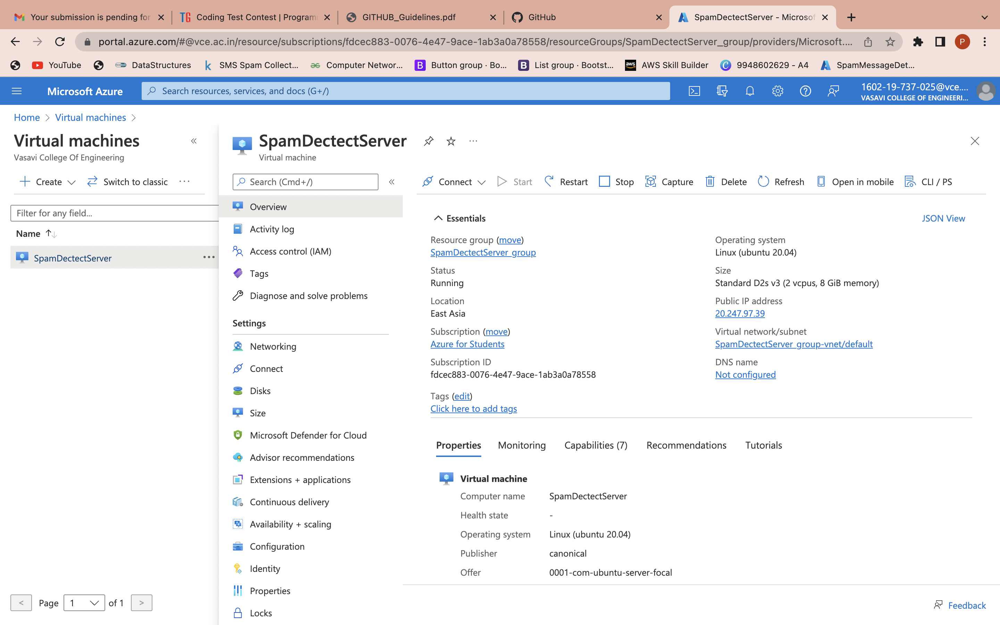 Your submission is pending for
Coding Test Contest | Program
GITHUB_Guidelines.pdf
GitHub
SpamDectectServer - Microsof
portal.azure.com/#@vce.ac.in/resource/subscriptions/fdcec883-0076-4e47-9ace-1ab3a0a78558/resourceGroups/SpamDectectServer_group/providers/Microsoft....
P
YouTube
DataStructures
SMS Spam Collect...
Computer Networ...
Button group · Bo...
List group · Bootst...
AWS Skill Builder
9948602629 - A4
SpamMessageDet...
Microsoft Azure
Search resources, services, and docs (G+/)
1602-19-737-025@vce....
VASAVI COLLEGE OF ENGINEERI...
Home > Virtual machines >
Virtual machines
Vasavi College Of Engineering
Create
Switch to classic
Filter for any field...
Name
SpamDectectServer
< Page 1 of 1 >
SpamDectectServer
Virtual machine
Search (Cmd+/)
Overview
Activity log
Access control (IAM)
Tags
Diagnose and solve problems
Settings
Networking
Connect
Disks
Size
Microsoft Defender for Cloud
Advisor recommendations
Extensions + applications
Continuous delivery
Availability + scaling
Configuration
Identity
Properties
Locks
Connect
Start
Restart
Stop
Capture
Delete
Refresh
Open in mobile
CLI / PS
Essentials
JSON View
Resource group (move)
SpamDectectServer_group
Status
Running
Location
East Asia
Subscription (move)
Azure for Students
Subscription ID
fdcec883-0076-4e47-9ace-1ab3a0a78558
Tags (edit)
Click here to add tags
Operating system
Linux (ubuntu 20.04)
Size
Standard D2s v3 (2 vcpus, 8 GiB memory)
Public IP address
20.247.97.39
Virtual network/subnet
SpamDectectServer_group-vnet/default
DNS name
Not configured
Properties
Monitoring
Capabilities (7)
Recommendations
Tutorials
Virtual machine
Computer name SpamDectectServer
Health state -
Operating system Linux (ubuntu 20.04)
Publisher canonical
Offer 0001-com-ubuntu-server-focal
Feedback